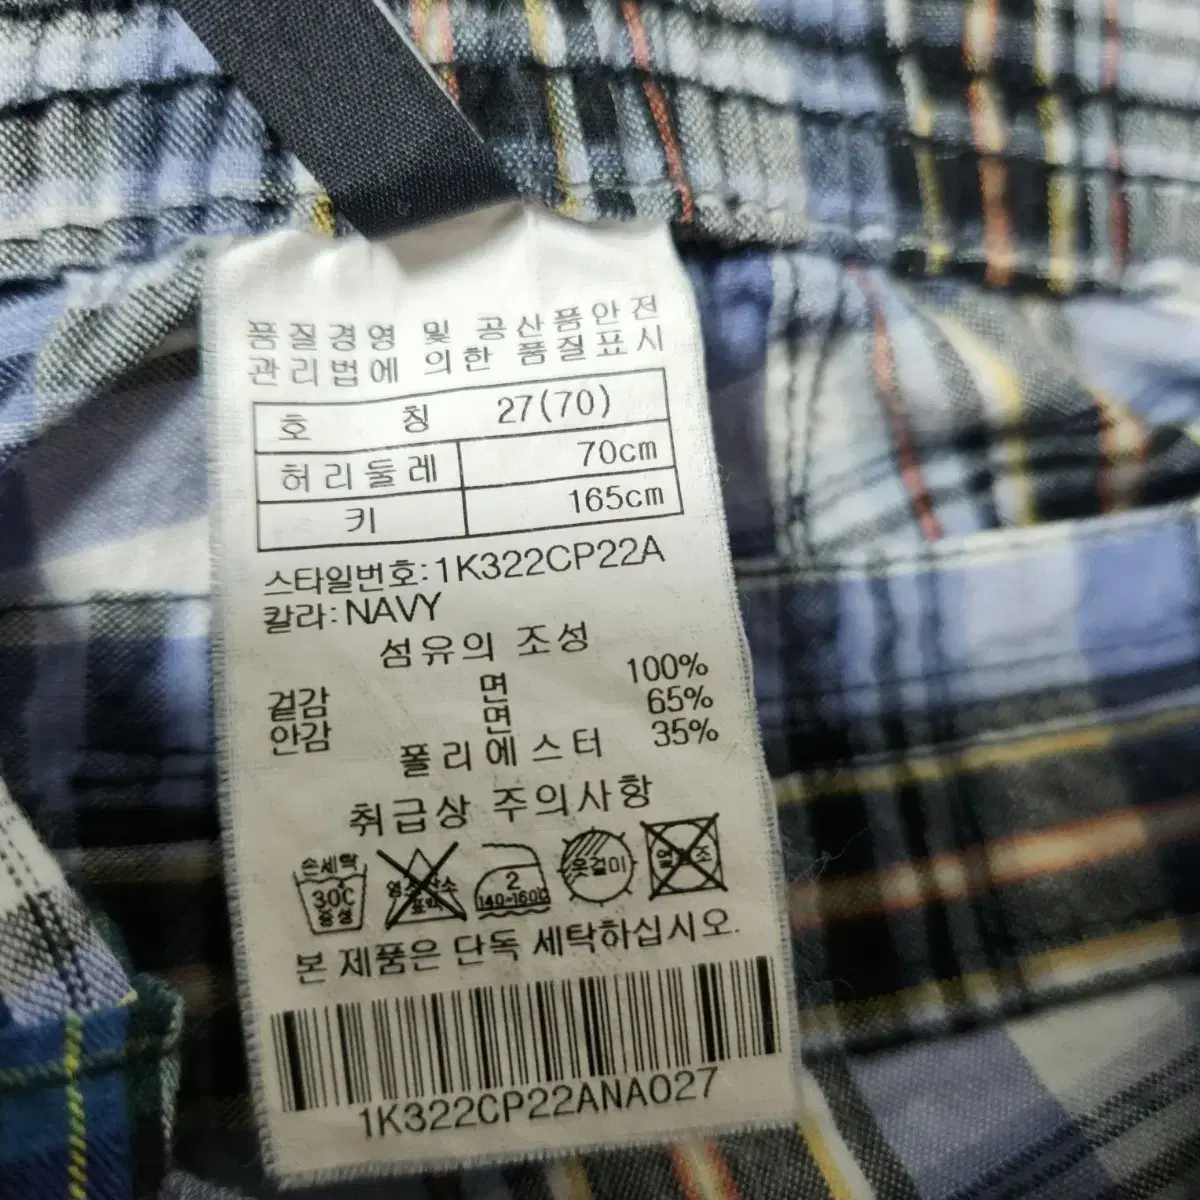 품질경영 및 공산품안전
관리법에 의한 품질표시
호 칭 27(70)
허리둘레 70cm
키 165cm
스타일번호:1K322CP22A
칼라:NAVY
섬유의 조성
겉감 면 100%
안감 면 65%
폴리에스터 35%
취급상 주의사항
손세탁
30℃
중성
2
140-160℃
옷걸이
본 제품은 단독 세탁하십시오.
1K322CP22ANA027